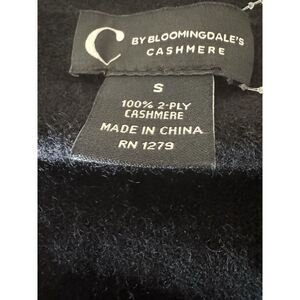 C BY BLOOMINGDALE'S
CASHMERE
S
100% 2-PLY
CASHMERE
MADE IN CHINA
RN 1279